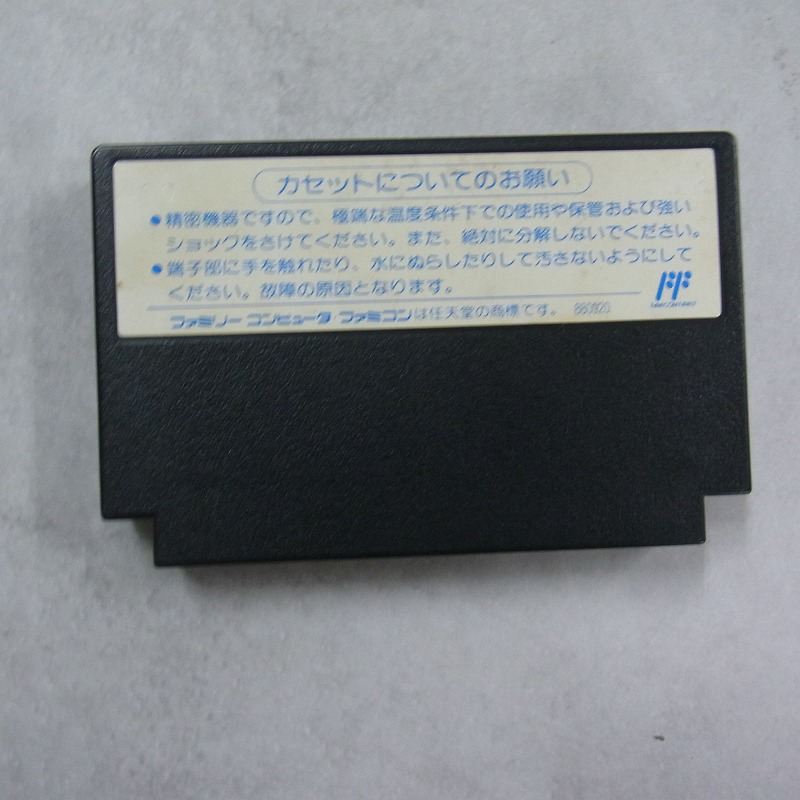 カセットについてのお願い
●精密機器ですので、極端な温度条件下での使用や保管および強い
ショックをさけてください。また、絶対に分解しないでください。
●端子部に手を触れたり、水にぬらしたりして汚さないようにして
ください。故障の原因となります。
ファミリーコンピュータ・ファミコンは任天堂の商標です。